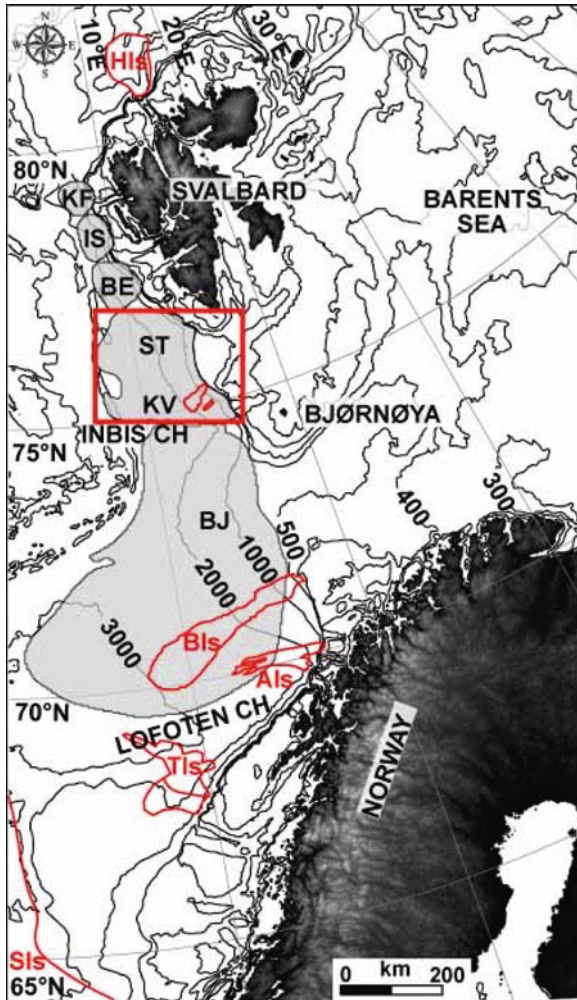 N
W
E
S
10°E
20°E
30°E
HIs
80°N
KF
SVALBARD
BARENTS
SEA
IS
BE
ST
KV
BJØRNØYA
75°N
INBIS CH
BJ
500
400
300
1000
2000
3000
BIs
AIs
70°N
LOFOTEN CH
TIs
NORWAY
SIs
65°N
km
0
200